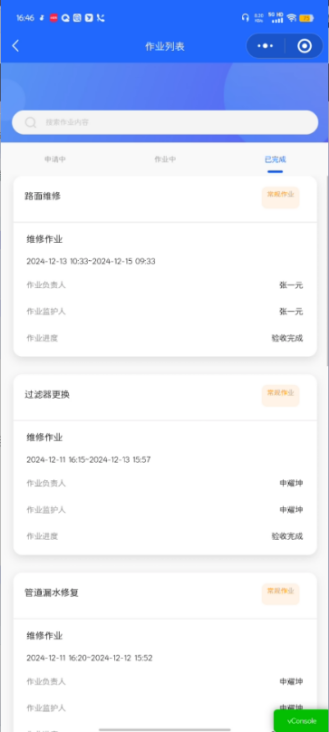 16:46
作业列表
搜索作业内容
申请中 作业中 已完成
路面维修 常规作业
维修作业
2024-12-13 10:33~2024-12-15 09:33
作业负责人 张一元
作业监护人 张一元
作业进度 验收完成
过滤器更换 常规作业
维修作业
2024-12-11 16:15~2024-12-13 15:57
作业负责人 申耀坤
作业监护人 申耀坤
作业进度 验收完成
管道漏水修复 常规作业
维修作业
2024-12-11 16:20~2024-12-12 15:52
作业负责人 申耀坤
作业监护人 申耀坤
vConsole